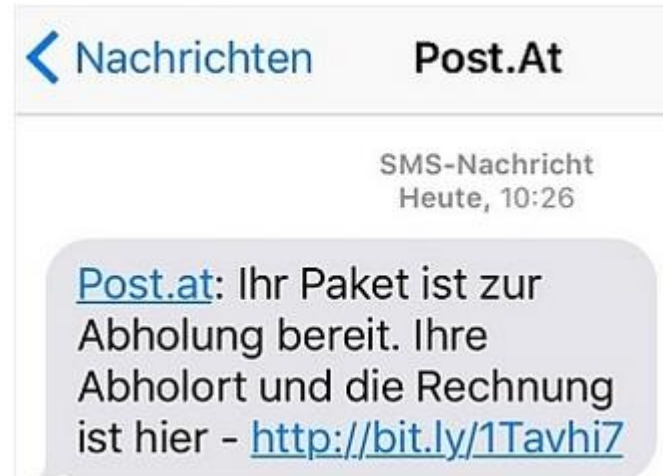 Nachrichten Post.At
SMS-Nachricht
Heute, 10:26
Post.at: Ihr Paket ist zur
Abholung bereit. Ihre
Abholort und die Rechnung
ist hier - http://bit.ly/1Tavhi7